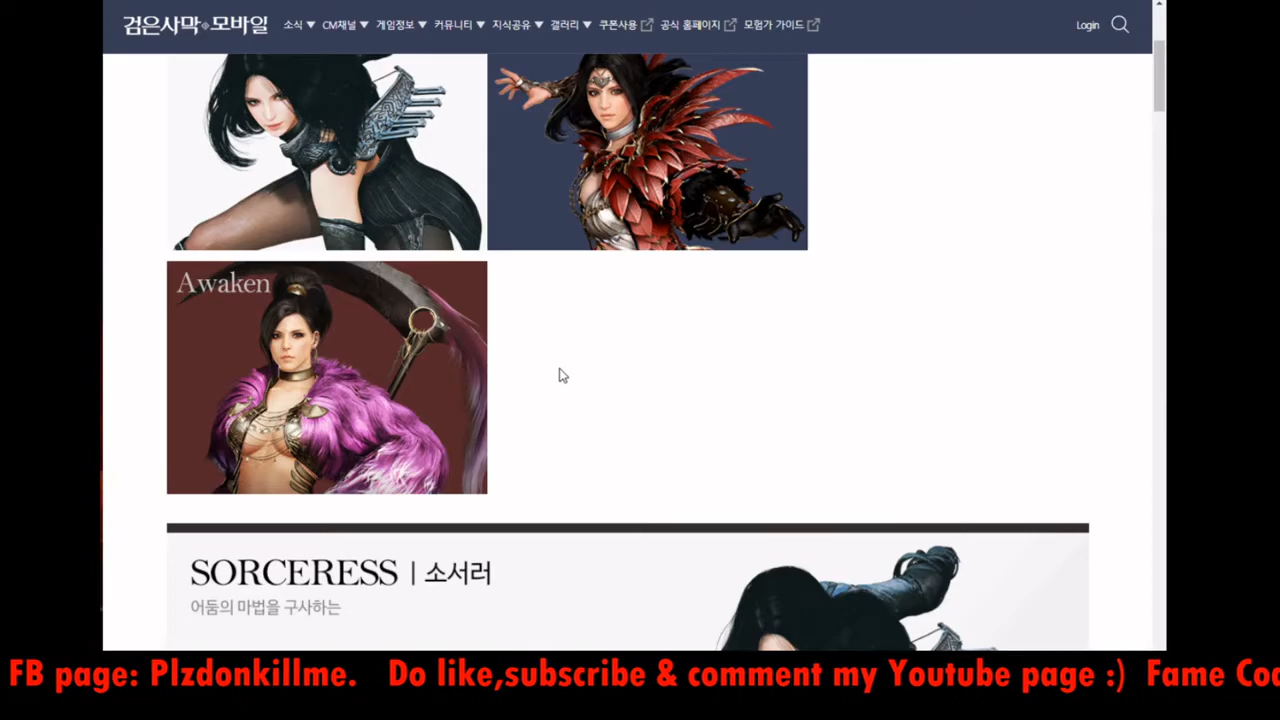 검은사막 모바일 소식 CM채널 게임정보 커뮤니티 지식공유 갤러리 쿠폰사용 공식 홈페이지 모험가 가이드 Login
Awaken
SORCERESS | 소서러
어둠의 마법을 구사하는
FB page: Plzdonkillme. Do like,subscribe & comment my Youtube page :) Fame